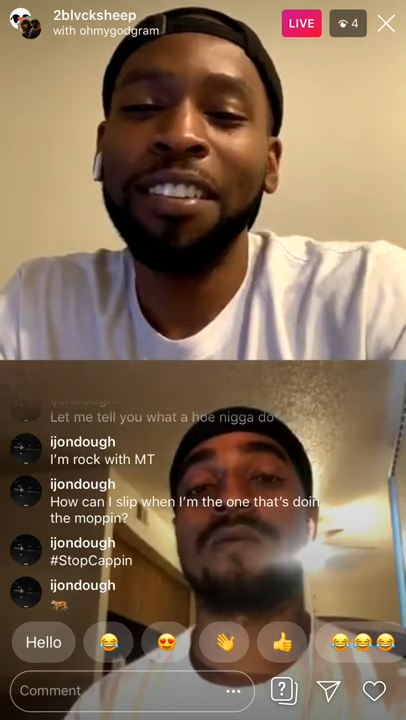 2blvcksheep
with ohmygodgram
LIVE
4
ijondough
Let me tell you what a hoe nigga do
ijondough
I'm rock with MT
ijondough
How can I slip when I'm the one that's doin
the moppin?
ijondough
#StopCappin
ijondough
🐅
Hello 😂 😍 👋 👍 😂😂😂
Comment